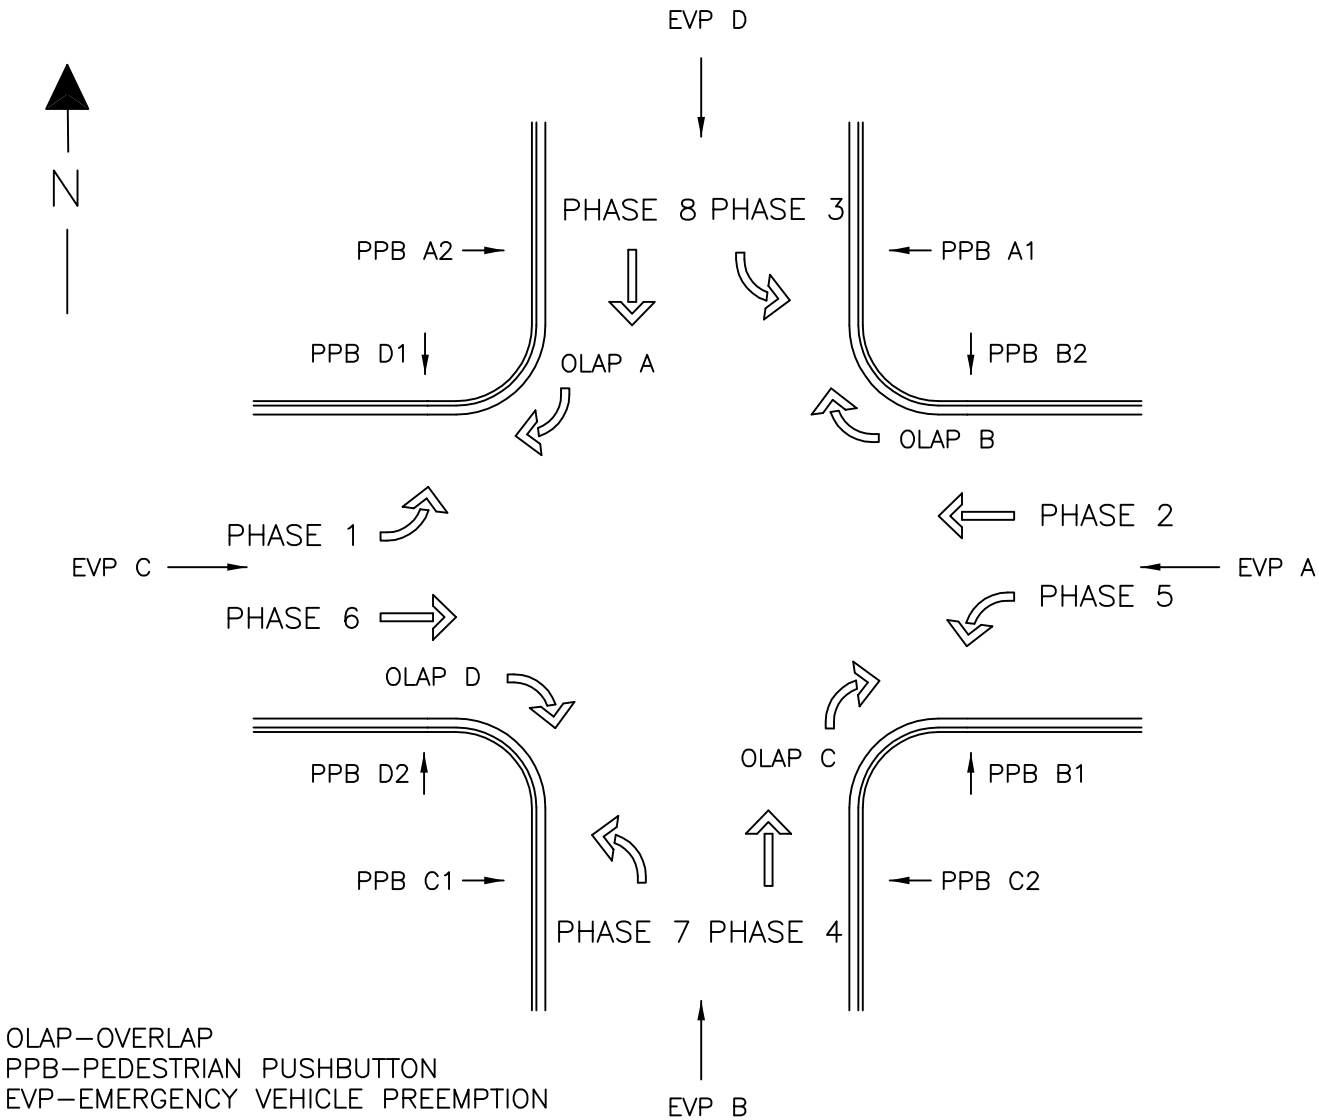 EVP D
N
PHASE 8 PHASE 3
PPB A2
PPB A1
PPB D1
PPB B2
OLAP A
OLAP B
PHASE 1
PHASE 2
EVP C
EVP A
PHASE 6
PHASE 5
OLAP D
OLAP C
PPB D2
PPB B1
PPB C1
PPB C2
PHASE 7 PHASE 4
OLAP-OVERLAP
PPB-PEDESTRIAN PUSHBUTTON
EVP-EMERGENCY VEHICLE PREEMPTION
EVP B